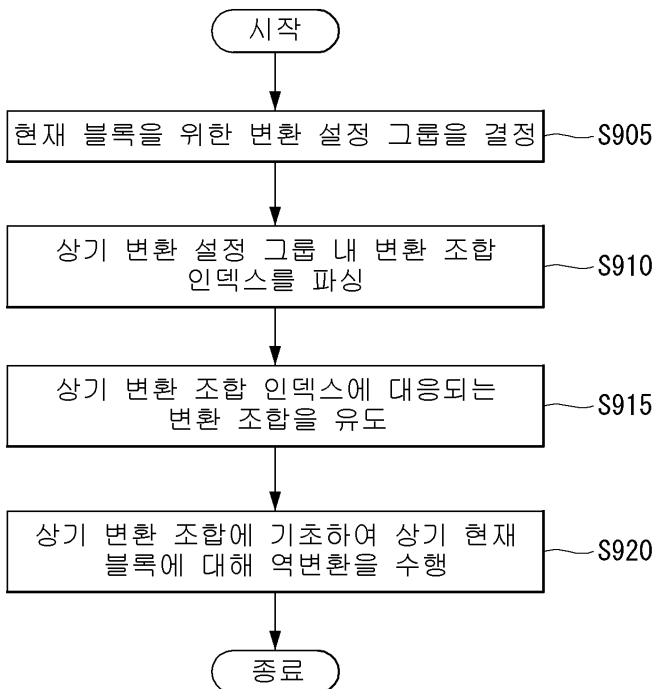 시작
현재 블록을 위한 변환 설정 그룹을 결정
S905
상기 변환 설정 그룹 내 변환 조합
인덱스를 파싱
S910
상기 변환 조합 인덱스에 대응되는
변환 조합을 유도
S915
상기 변환 조합에 기초하여 상기 현재
블록에 대해 역변환을 수행
S920
종료